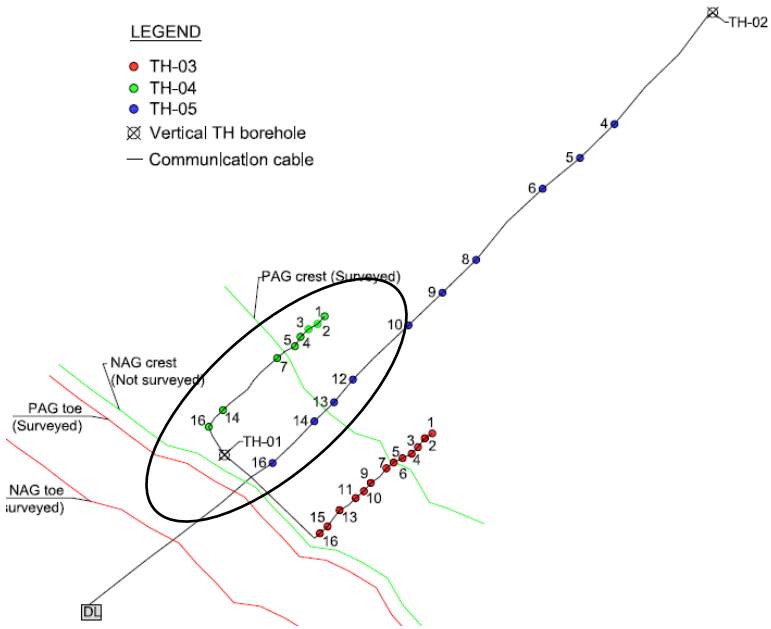 TH-02
LEGEND
TH-03
TH-04
TH-05
Vertical TH borehole
Communication cable
4
5
6
8
PAG crest (Surveyed)
9
1
3
2
10
5
4
7
NAG crest
(Not surveyed)
12
PAG toe
(Surveyed)
16
14
13
14
1
3
2
TH-01
5
4
16
7
6
9
NAG toe
surveyed)
11
10
15
13
16
DL